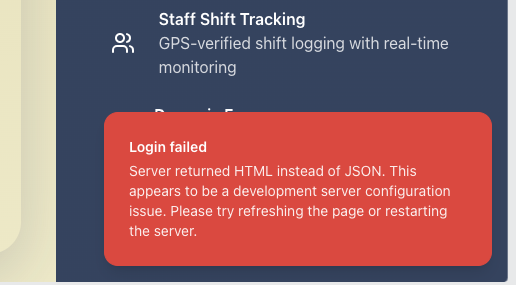 Staff Shift Tracking
GPS-verified shift logging with real-time
monitoring
Login failed
Server returned HTML instead of JSON. This
appears to be a development server configuration
issue. Please try refreshing the page or restarting
the server.